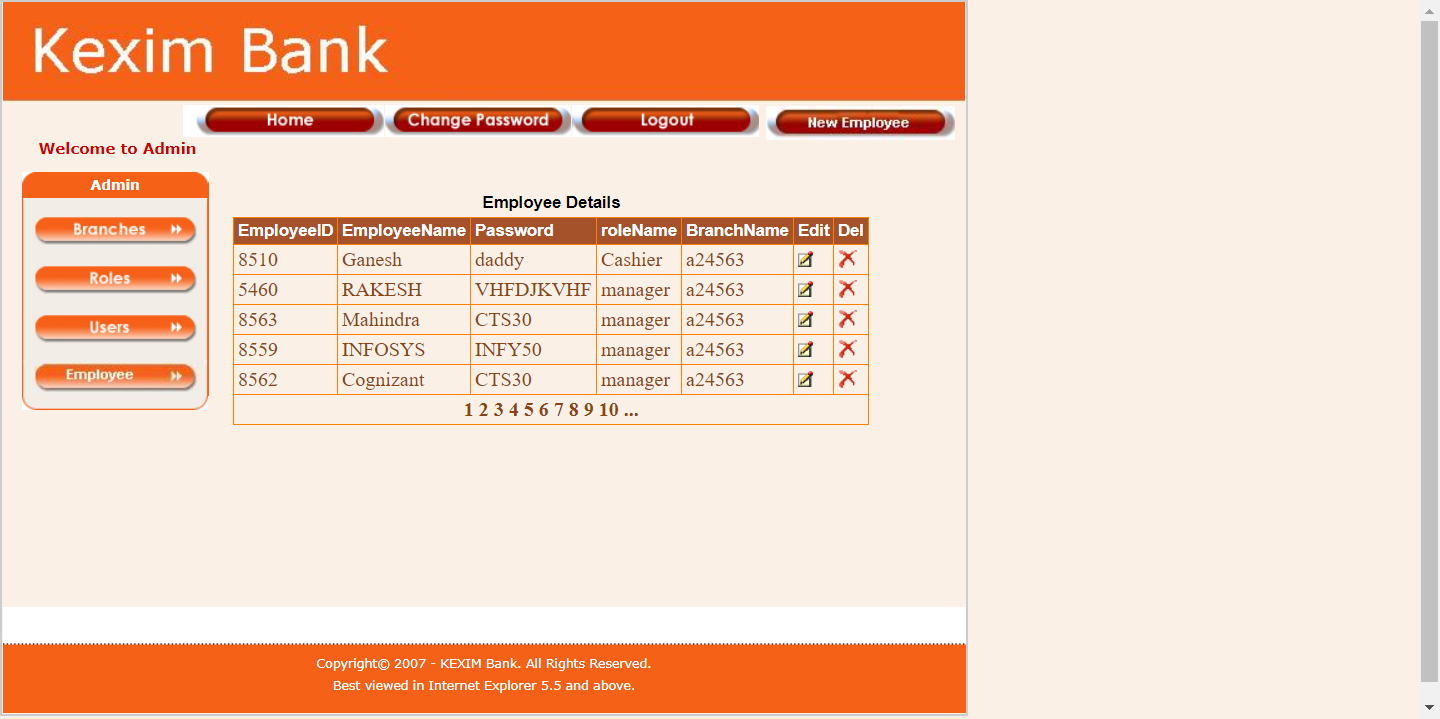 Kexim Bank
Home Change Password Logout New Employee
Welcome to Admin
Admin
Branches
Roles
Users
Employee
Employee Details
EmployeeID EmployeeName Password roleName BranchName Edit Del
8510 Ganesh daddy Cashier a24563
5460 RAKESH VHFDJKVHF manager a24563
8563 Mahindra CTS30 manager a24563
8559 INFOSYS INFY50 manager a24563
8562 Cognizant CTS30 manager a24563
1 2 3 4 5 6 7 8 9 10 ...
Copyright© 2007 - KEXIM Bank. All Rights Reserved.
Best viewed in Internet Explorer 5.5 and above.